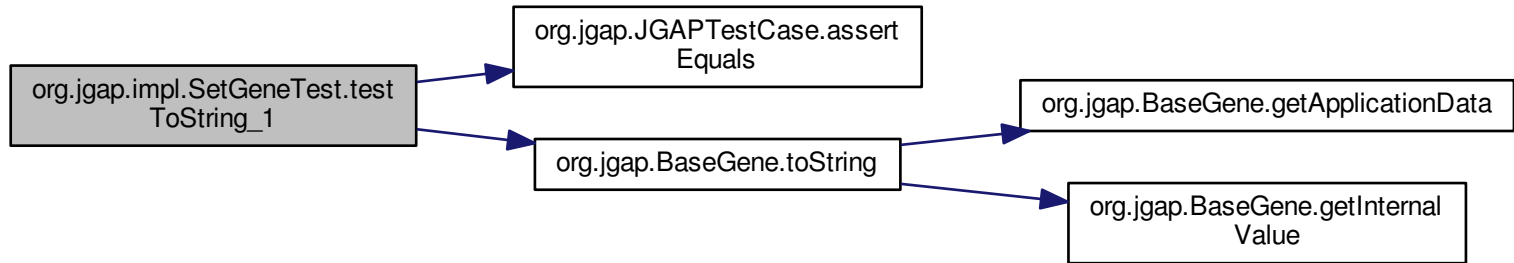 org.jgap.impl.SetGeneTest.test
ToString_1
org.jgap.JGAPTestCase.assert
Equals
org.jgap.BaseGene.toString
org.jgap.BaseGene.getApplicationData
org.jgap.BaseGene.getInternal
Value